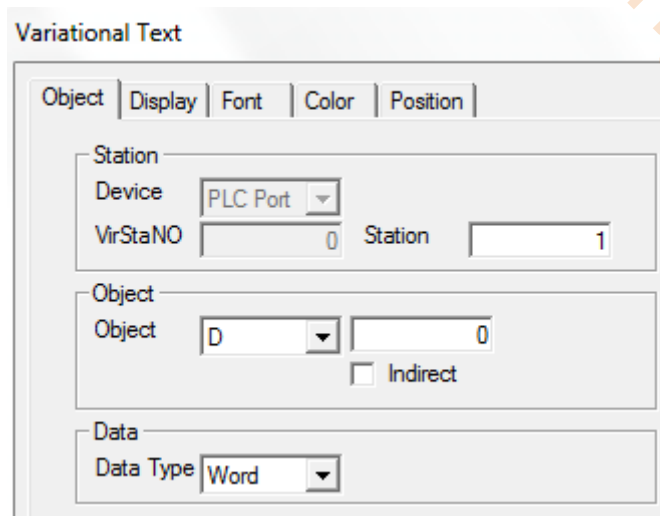 Variational Text
Object Display Font Color Position
Station
Device PLC Port
VirStaNO 0 Station 1
Object
Object D 0
Indirect
Data
Data Type Word